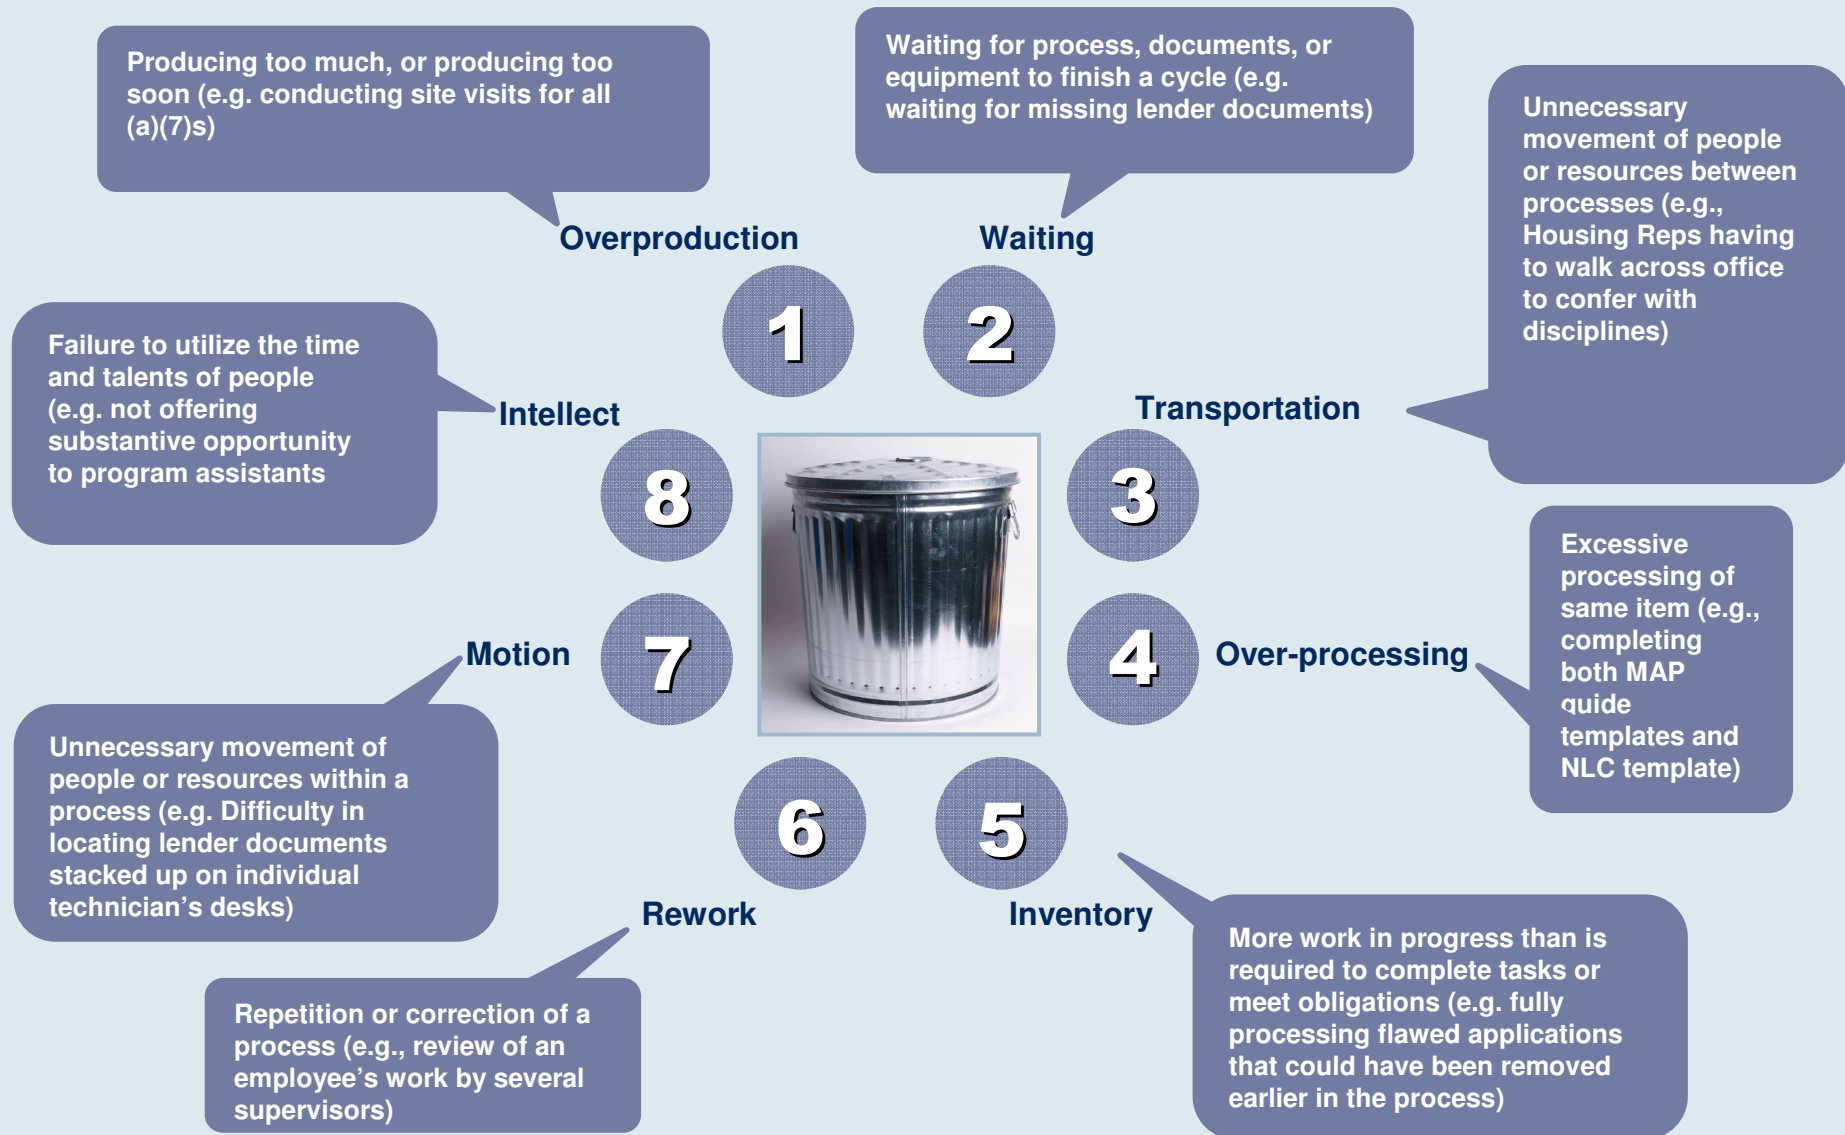 Producing too much, or producing too
soon (e.g. conducting site visits for all
(a)(7)s)
Overproduction
1
Waiting for process, documents, or
equipment to finish a cycle (e.g.
waiting for missing lender documents)
Waiting
2
Unnecessary
movement of people
or resources between
processes (e.g.,
Housing Reps having
to walk across office
to confer with
disciplines)
Transportation
3
Excessive
processing of
same item (e.g.,
completing
both MAP
guide
templates and
NLC template)
Over-processing
4
5
Inventory
More work in progress than is
required to complete tasks or
meet obligations (e.g. fully
processing flawed applications
that could have been removed
earlier in the process)
6
Rework
Repetition or correction of a
process (e.g., review of an
employee’s work by several
supervisors)
Motion
7
Unnecessary movement of
people or resources within a
process (e.g. Difficulty in
locating lender documents
stacked up on individual
technician’s desks)
Failure to utilize the time
and talents of people
(e.g. not offering
substantive opportunity
to program assistants
Intellect
8